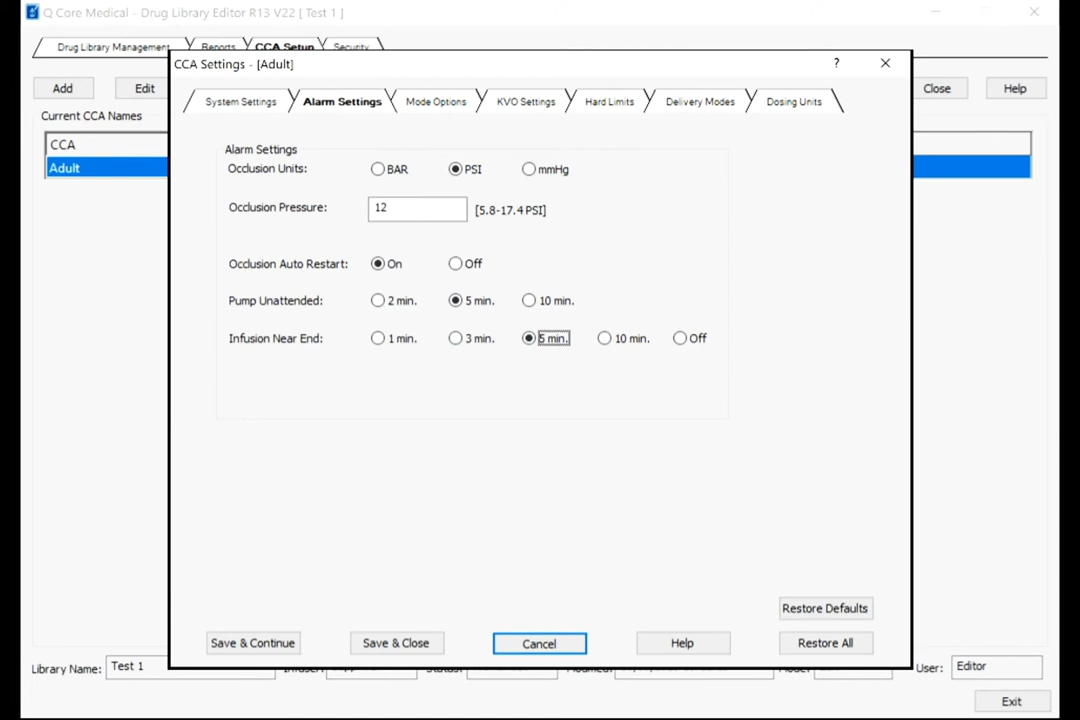 Q Core Medical - Drug Library Editor R13 V22 [ Test 1 ]
Drug Library Management Reports CCA Setup Security
CCA Settings - [Adult] ?
Add Edit Close Help
System Settings Alarm Settings Mode Options KVO Settings Hard Limits Delivery Modes Dosing Units
Current CCA Names
CCA
Adult
Alarm Settings
Occlusion Units: BAR PSI mmHg
Occlusion Pressure: 12 [5.8-17.4 PSI]
Occlusion Auto Restart: On Off
Pump Unattended: 2 min. 5 min. 10 min.
Infusion Near End: 1 min. 3 min. 5 min. 10 min. Off
Restore Defaults
Save & Continue Save & Close Cancel Help Restore All
Library Name: Test 1 User: Editor
Exit